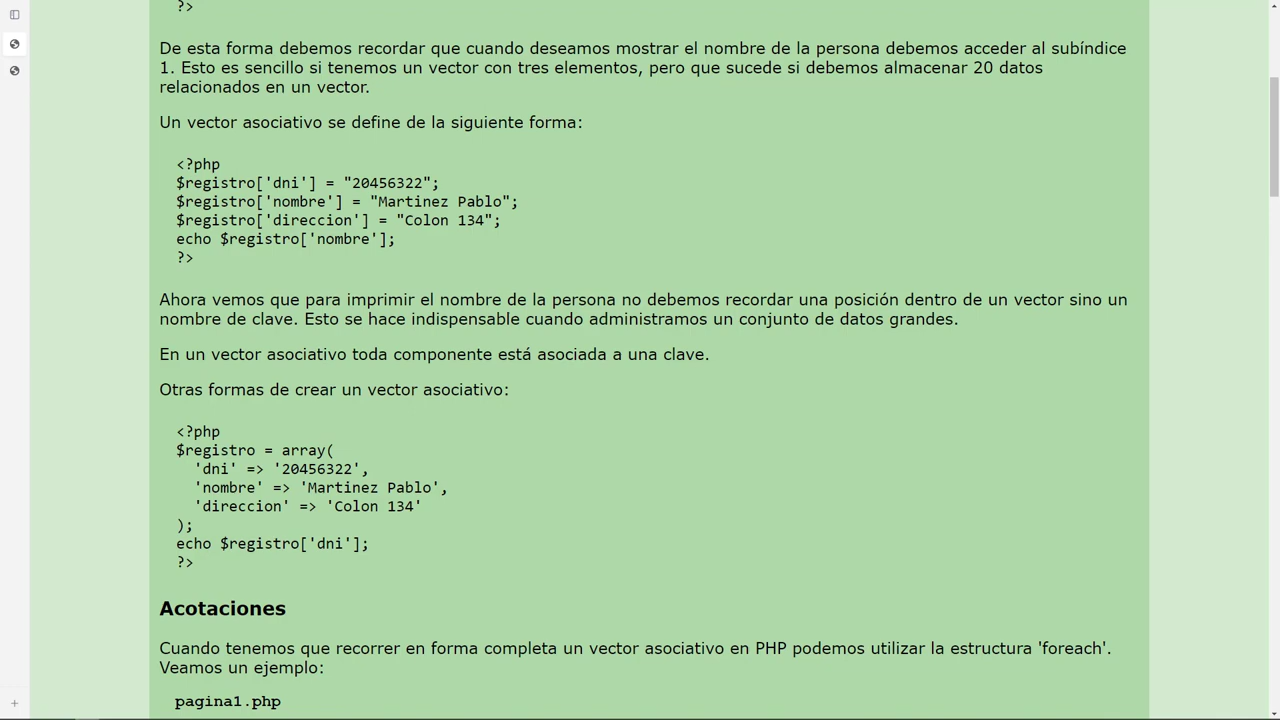 ?>
De esta forma debemos recordar que cuando deseamos mostrar el nombre de la persona debemos acceder al subíndice
1. Esto es sencillo si tenemos un vector con tres elementos, pero que sucede si debemos almacenar 20 datos
relacionados en un vector.
Un vector asociativo se define de la siguiente forma:
<?php
$registro['dni'] = "20456322";
$registro['nombre'] = "Martinez Pablo";
$registro['direccion'] = "Colon 134";
echo $registro['nombre'];
?>
Ahora vemos que para imprimir el nombre de la persona no debemos recordar una posición dentro de un vector sino un
nombre de clave. Esto se hace indispensable cuando administramos un conjunto de datos grandes.
En un vector asociativo toda componente está asociada a una clave.
Otras formas de crear un vector asociativo:
<?php
$registro = array(
  'dni' => '20456322',
  'nombre' => 'Martinez Pablo',
  'direccion' => 'Colon 134'
);
echo $registro['dni'];
?>
Acotaciones
Cuando tenemos que recorrer en forma completa un vector asociativo en PHP podemos utilizar la estructura 'foreach'.
Veamos un ejemplo:
pagina1.php